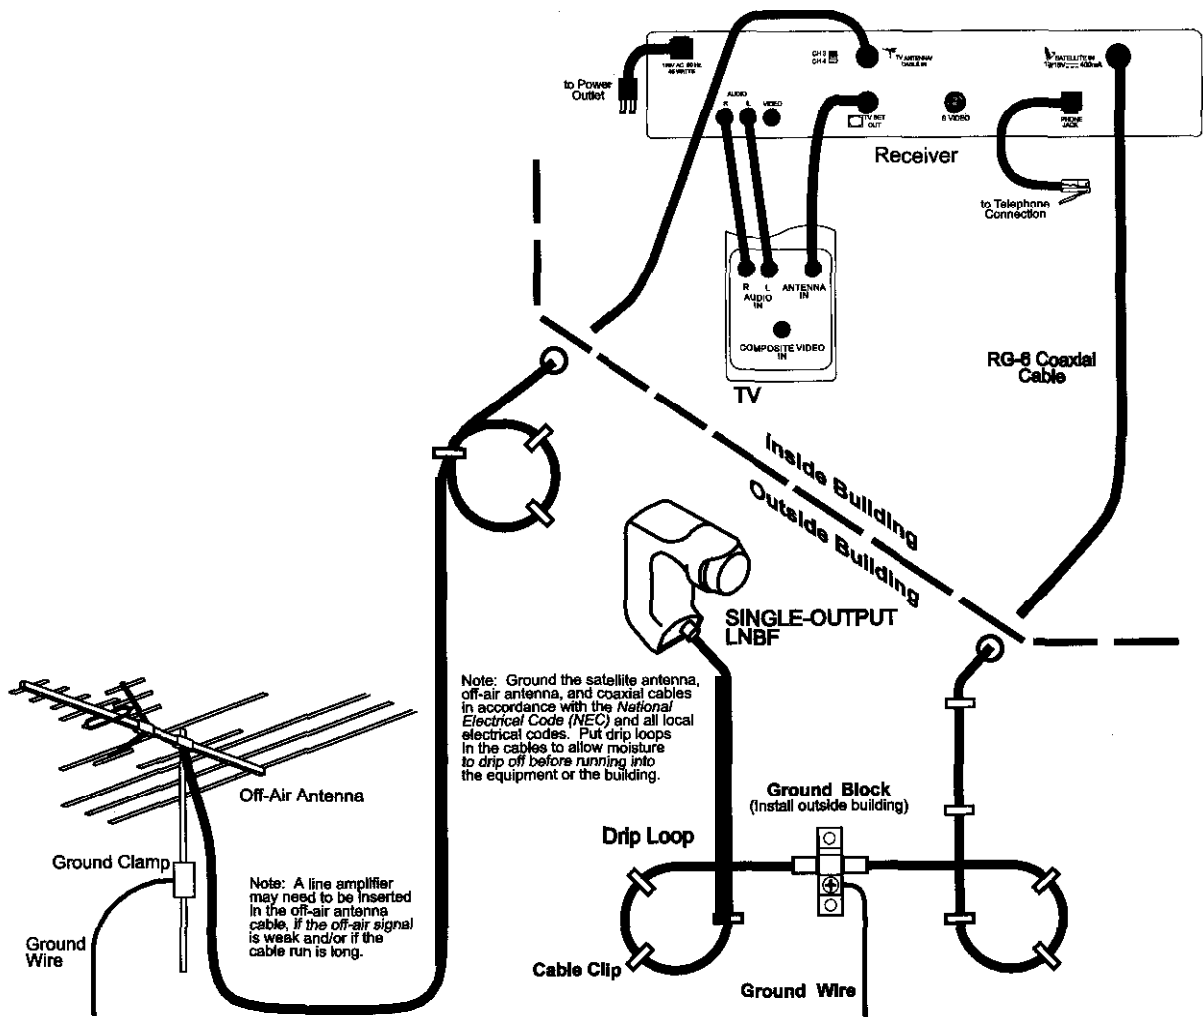 to Power
Outlet
CH 3
CH 4
TV ANTENNA/
CABLE IN
SATELLITE IN
AUDIO
R
L
VIDEO
TV SET
OUT
S VIDEO
PHONE
JACK
Receiver
to Telephone
Connection
R
L
AUDIO
IN
ANTENNA
IN
COMPOSITE VIDEO
IN
TV
RG-6 Coaxial
Cable
Inside Building
Outside Building
SINGLE-OUTPUT
LNBF
Note: Ground the satellite antenna,
off-air antenna, and coaxial cables
in accordance with the National
Electrical Code (NEC) and all local
electrical codes. Put drip loops
in the cables to allow moisture
to drip off before running into
the equipment or the building.
Off-Air Antenna
Ground Block
(Install outside building)
Drip Loop
Ground Clamp
Note: A line amplifier
may need to be inserted
in the off-air antenna
cable, if the off-air signal
is weak and/or if the
cable run is long.
Ground
Wire
Cable Clip
Ground Wire